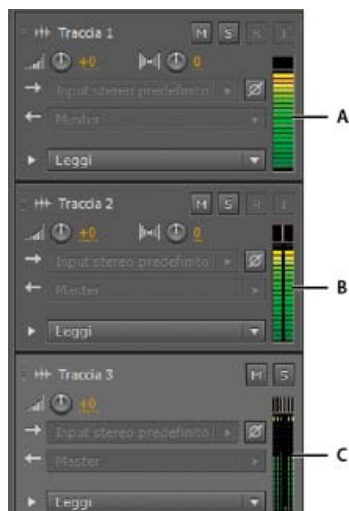 Traccia 1 M S R I
+0 0
Input stereo predefinito
Master
Leggi
A
Traccia 2 M S R I
+0 0
Input stereo predefinito
Master
Leggi
B
Traccia 3 M S
+0
Input stereo predefinito
Master
Leggi
C